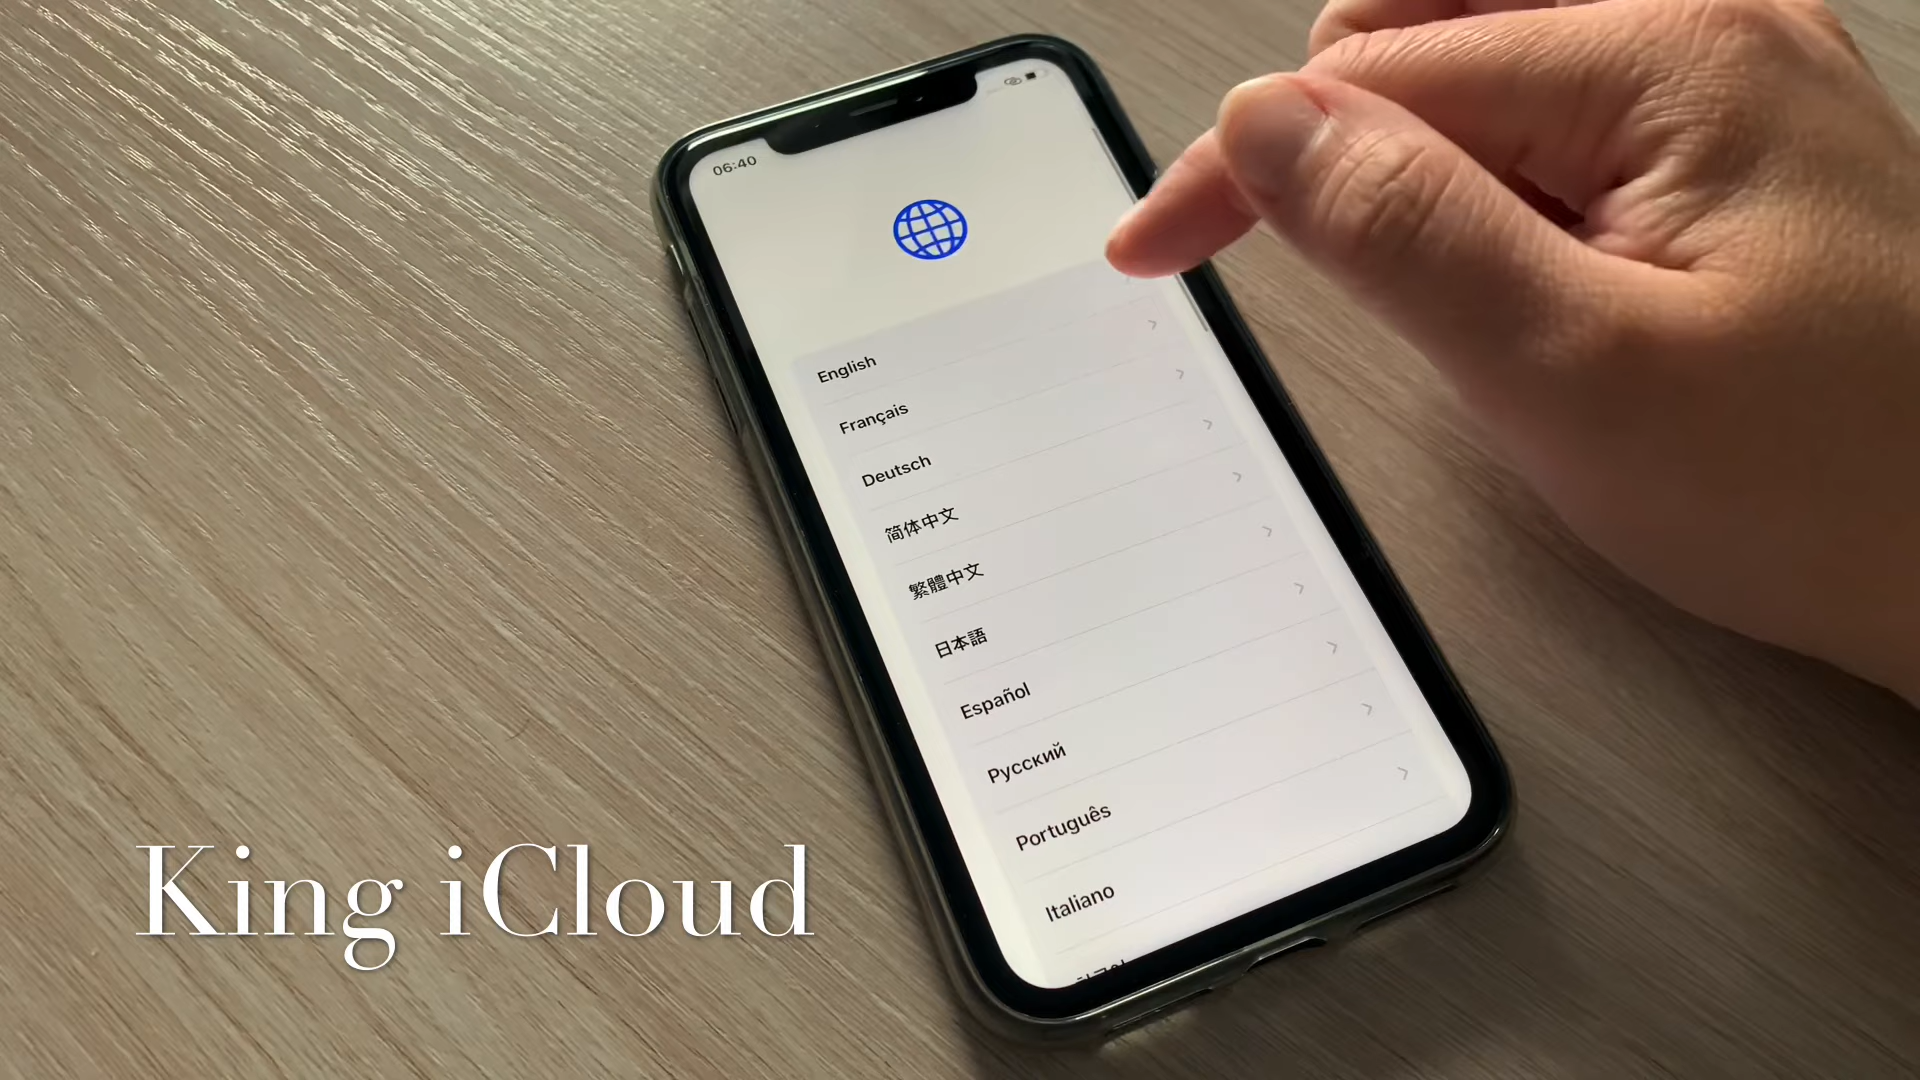 06:40
English
Français
Deutsch
简体中文
繁體中文
日本語
Español
Русский
Português
Italiano
King iCloud